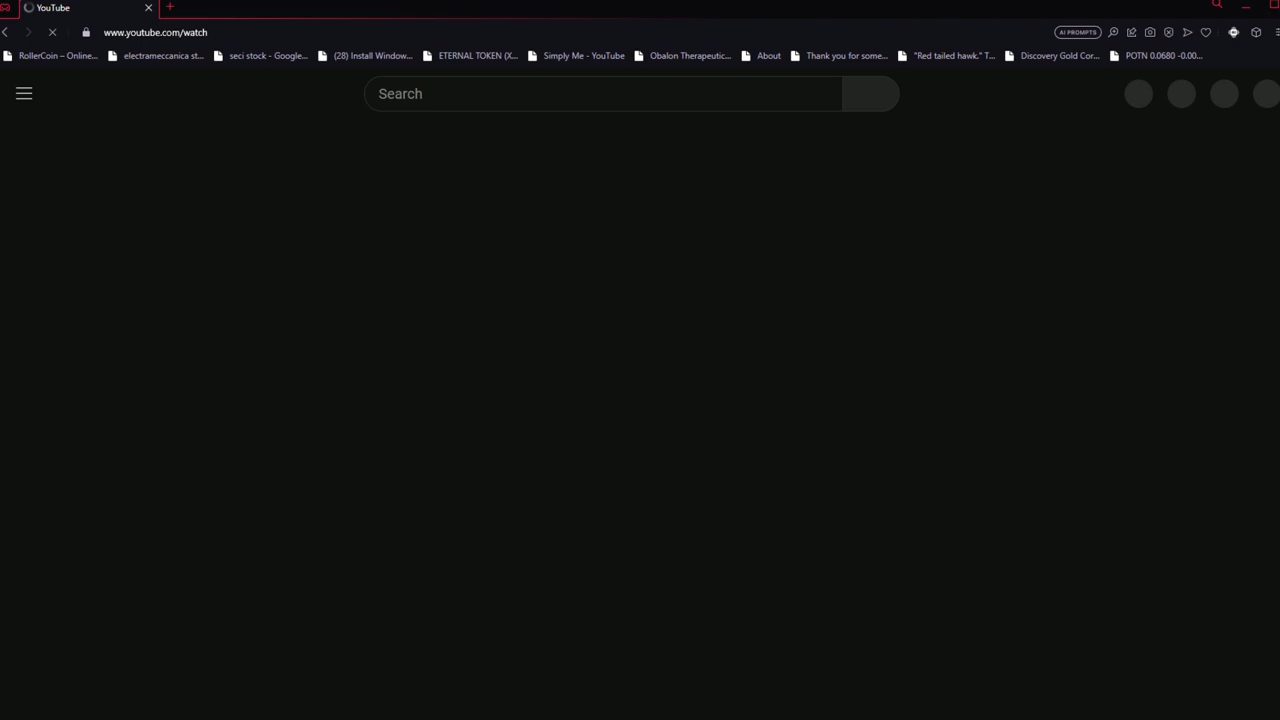 YouTube
www.youtube.com/watch
AI PROMPTS
RollerCoin – Online...
electrameccanica st...
seci stock - Google...
(28) Install Window...
ETERNAL TOKEN (X...
Simply Me - YouTube
Obalon Therapeutic...
About
Thank you for some...
"Red tailed hawk." T...
Discovery Gold Cor...
POTN 0.0680 -0.00...
Search